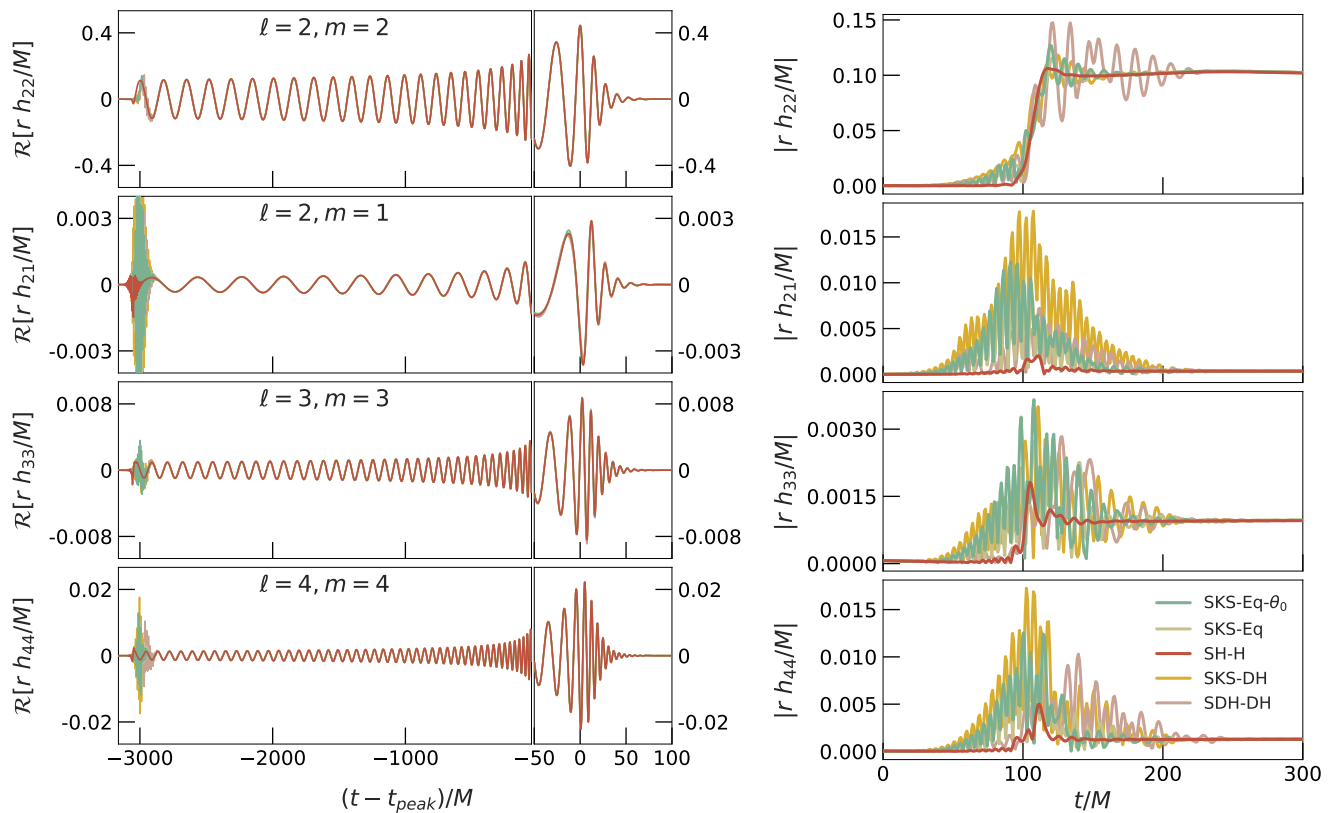 ℓ = 2, m = 2
0.4
0
-0.4
ℛ[r h₂₂/M]
0.4
0
-0.4
ℓ = 2, m = 1
0.003
0
-0.003
ℛ[r h₂₁/M]
0.003
0
-0.003
ℓ = 3, m = 3
0.008
0
-0.008
ℛ[r h₃₃/M]
0.008
0
-0.008
ℓ = 4, m = 4
0.02
0
-0.02
ℛ[r h₄₄/M]
0.02
0
-0.02
−3000 −2000 −1000 −50 0 50 100
(t − t_peak)/M
0.15
0.10
0.05
0.00
|r h₂₂/M|
0.015
0.010
0.005
0.000
|r h₂₁/M|
0.0030
0.0015
0.0000
|r h₃₃/M|
0.015
0.010
0.005
0.000
|r h₄₄/M|
SKS-Eq-θ₀
SKS-Eq
SH-H
SKS-DH
SDH-DH
0 100 200 300
t/M